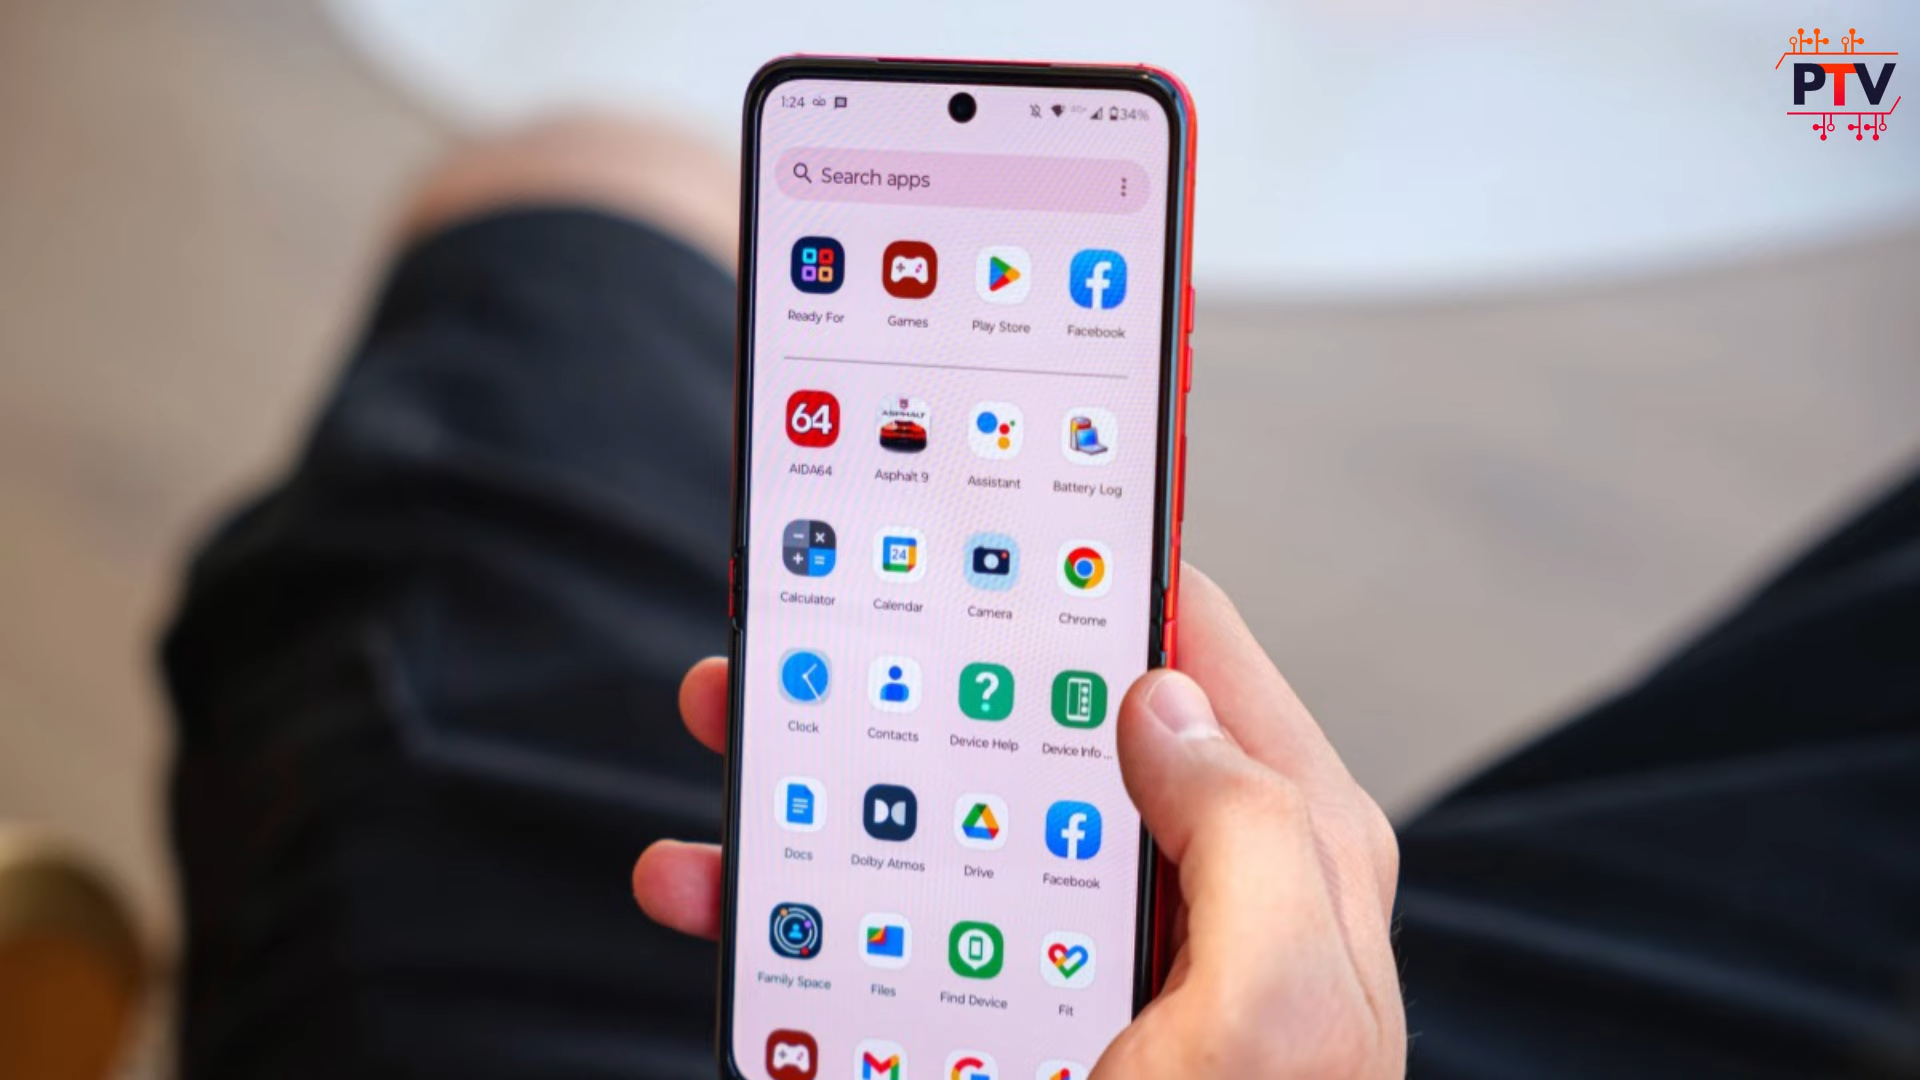 PTV
1:24 34%
Search apps
Ready For Games Play Store Facebook
64 ASPHALT
AIDA64 Asphalt 9 Assistant Battery Log
24
Calculator Calendar Camera Chrome
Clock Contacts Device Help Device Info ...
Docs Dolby Atmos Drive Facebook
Family Space Files Find Device Fit